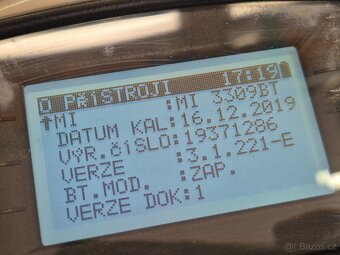 O PŘÍSTROJI 17:19
MI :MI 3309BT
DATUM KAL:16.12.2019
VÝR.ČÍSLO:19371286
VERZE :3.1.221-E
BT.MOD. :ZAP.
VERZE DOK:1
Bazoš.cz